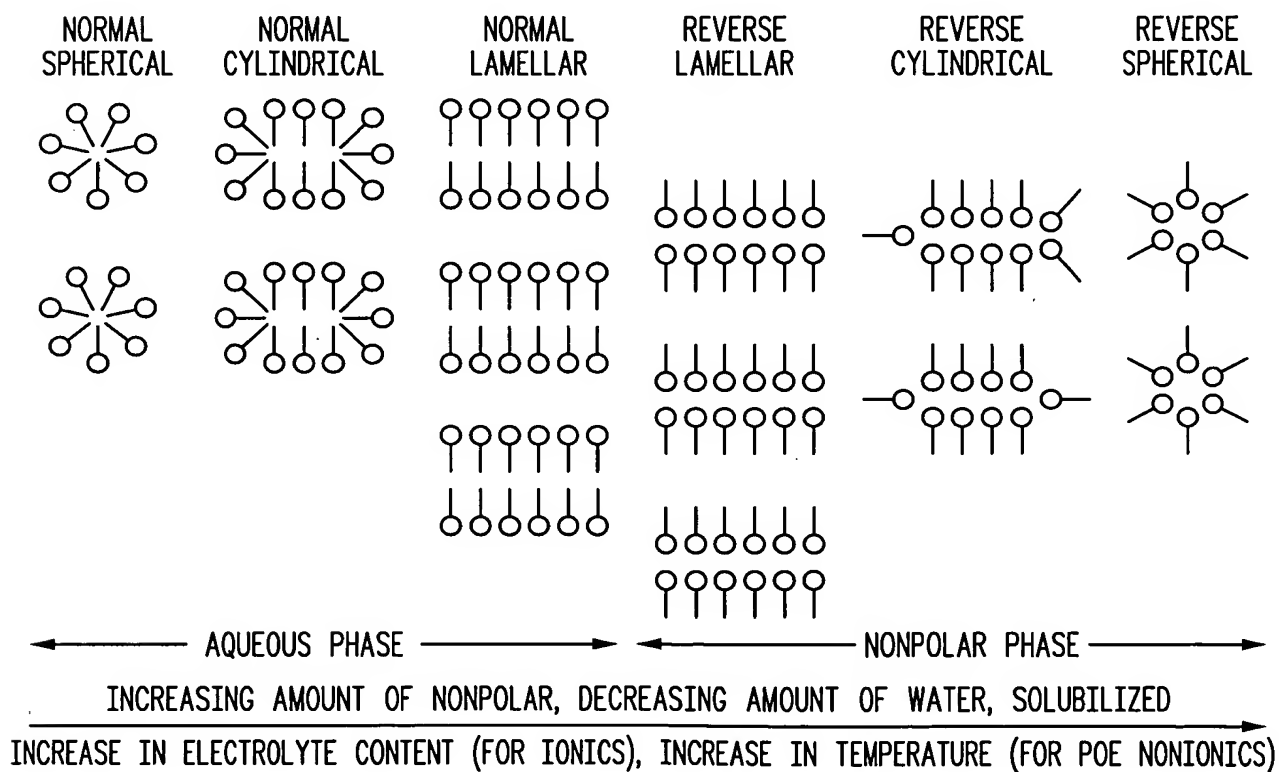 NORMAL SPHERICAL
NORMAL CYLINDRICAL
NORMAL LAMELLAR
REVERSE LAMELLAR
REVERSE CYLINDRICAL
REVERSE SPHERICAL
AQUEOUS PHASE
NONPOLAR PHASE
INCREASING AMOUNT OF NONPOLAR, DECREASING AMOUNT OF WATER, SOLUBILIZED
INCREASE IN ELECTROLYTE CONTENT (FOR IONICS), INCREASE IN TEMPERATURE (FOR POE NONIONICS)